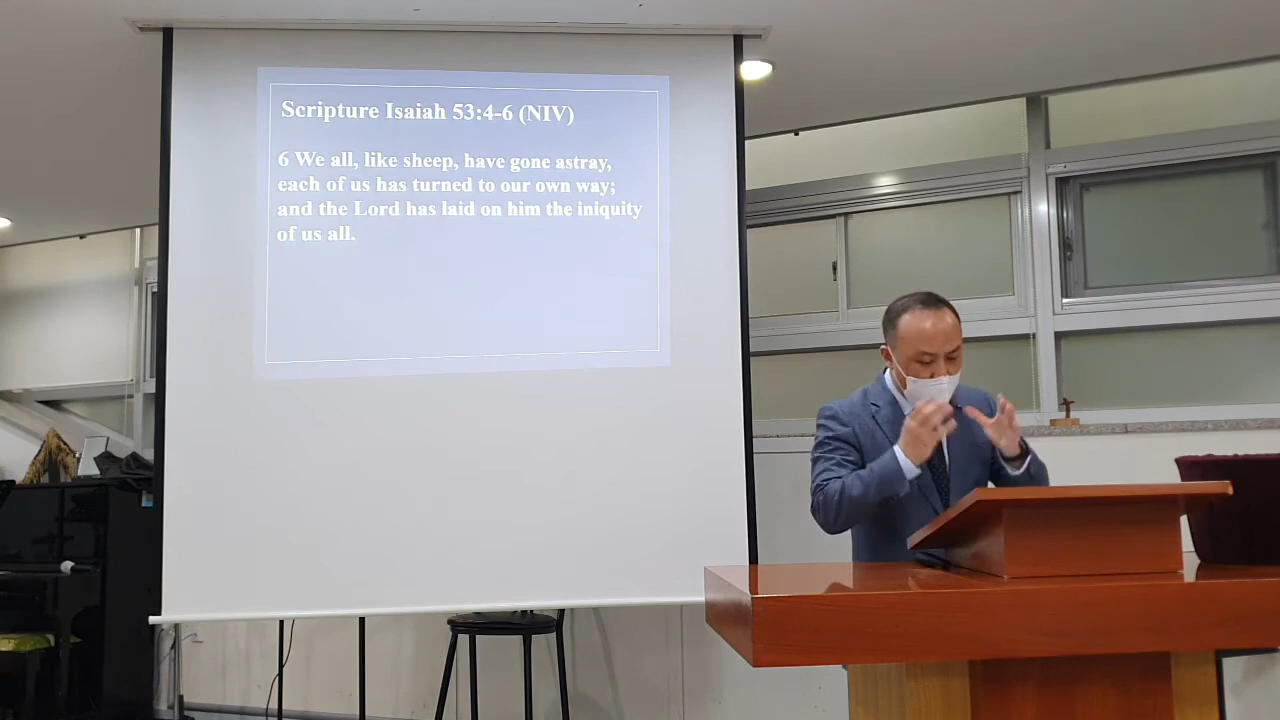 Scripture Isaiah 53:4-6 (NIV)
6 We all, like sheep, have gone astray,
each of us has turned to our own way;
and the Lord has laid on him the iniquity
of us all.